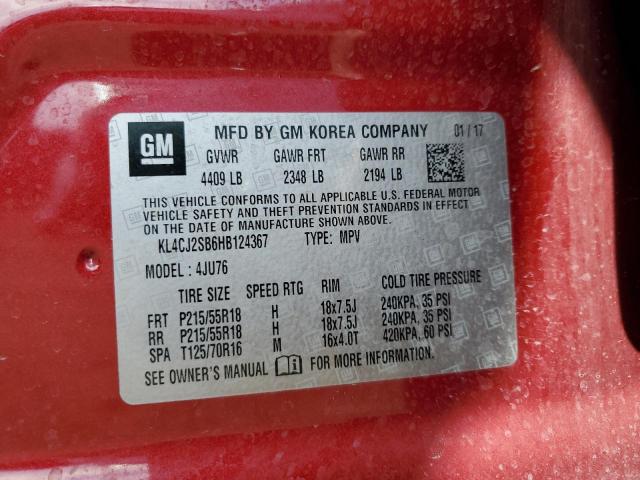 GM
MFD BY GM KOREA COMPANY 01/17
GVWR GAWR FRT GAWR RR
4409 LB 2348 LB 2194 LB
THIS VEHICLE CONFORMS TO ALL APPLICABLE U.S. FEDERAL MOTOR
VEHICLE SAFETY AND THEFT PREVENTION STANDARDS IN EFFECT
ON THE DATE OF MANUFACTURE SHOWN ABOVE.
KL4CJ2SB6HB124367 TYPE: MPV
MODEL: 4JU76
TIRE SIZE SPEED RTG RIM COLD TIRE PRESSURE
FRT P215/55R18 H 18x7.5J 240KPA, 35 PSI
RR P215/55R18 H 18x7.5J 240KPA, 35 PSI
SPA T125/70R16 M 16x4.0T 420KPA, 60 PSI
SEE OWNER'S MANUAL FOR MORE INFORMATION.